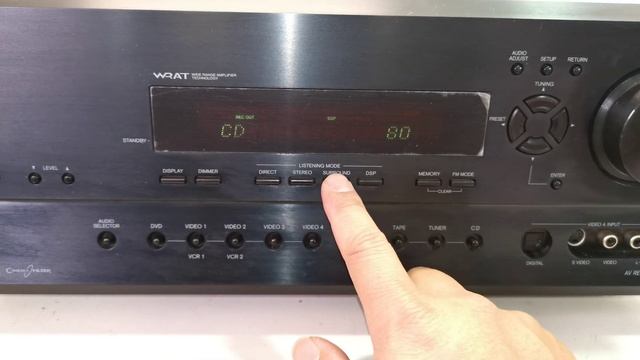 AUDIO ADJUST
SETUP
RETURN
WRAT WIDE RANGE AMPLIFIER TECHNOLOGY
TUNING
PRESET
REC OUT
CD
80
STANDBY
LISTENING MODE
LEVEL
DISPLAY
DIMMER
DIRECT
STEREO
SURROUND
DSP
MEMORY
FM MODE
CLEAR
ENTER
AUDIO SELECTOR
DVD
VIDEO 1
VIDEO 2
VIDEO 3
VIDEO 4
TAPE
TUNER
CD
VCR 1
VCR 2
VIDEO 4 INPUT
DIGITAL
S VIDEO
VIDEO
AV RE